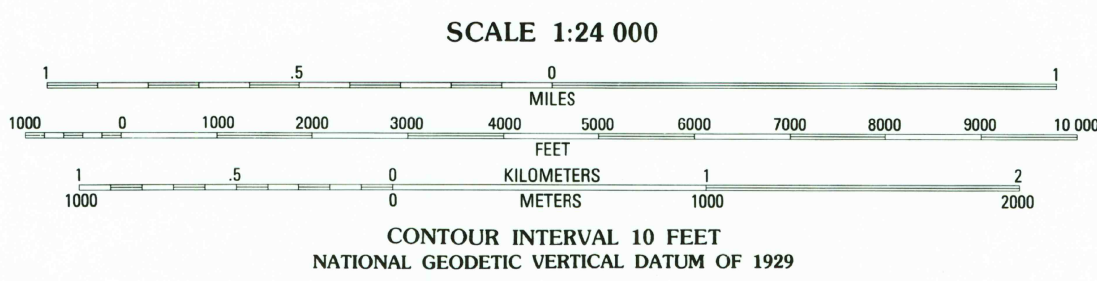 SCALE 1:24 000
1 .5 0 1
MILES
1000 0 1000 2000 3000 4000 5000 6000 7000 8000 9000 10 000
FEET
1 .5 0 KILOMETERS 1 2
1000 0 METERS 1000 2000
CONTOUR INTERVAL 10 FEET
NATIONAL GEODETIC VERTICAL DATUM OF 1929